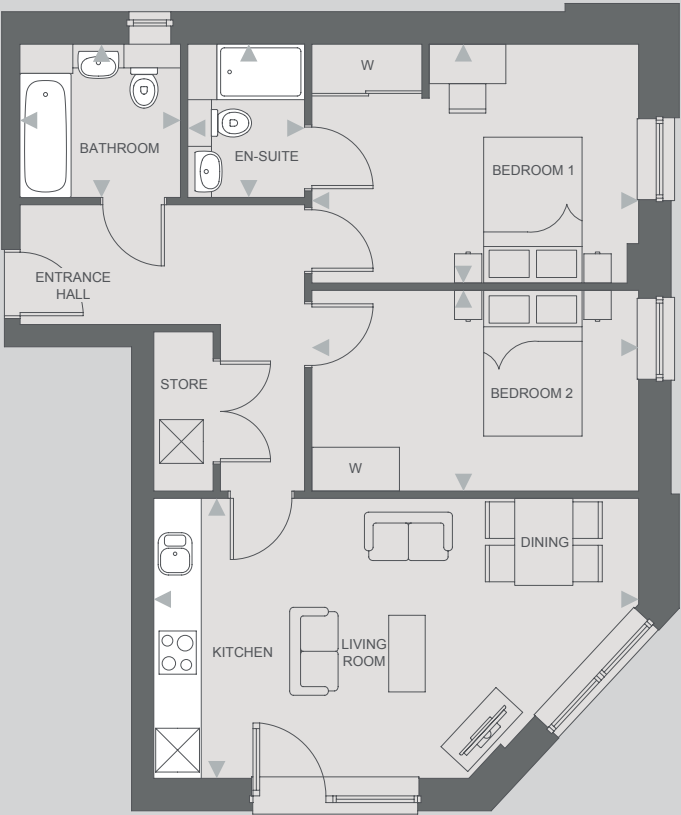 W
BATHROOM
EN-SUITE
BEDROOM 1
ENTRANCE
HALL
STORE
BEDROOM 2
W
DINING
KITCHEN
LIVING
ROOM